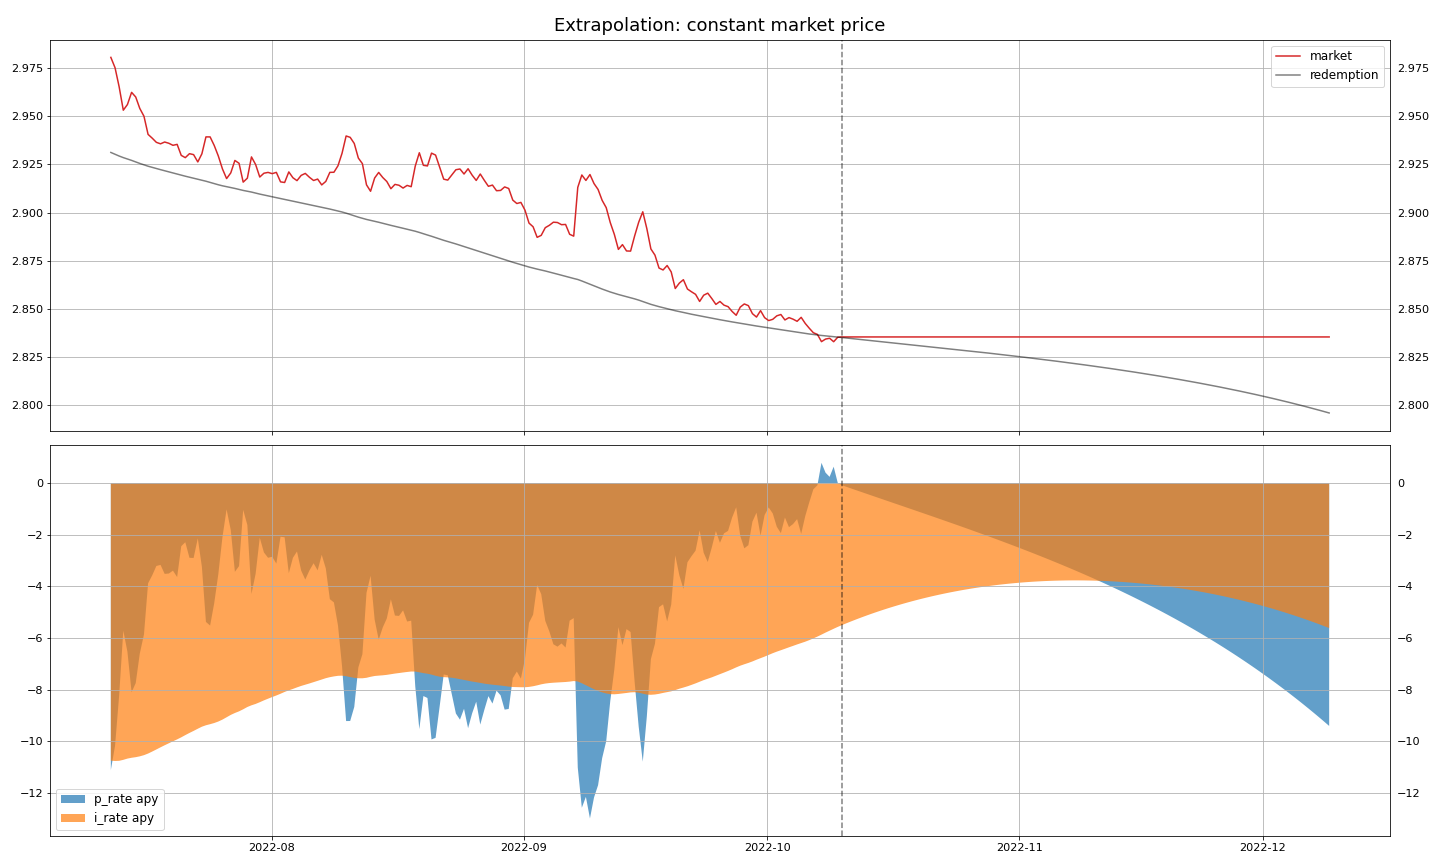 Extrapolation: constant market price
market
redemption
2.975 2.975
2.950 2.950
2.925 2.925
2.900 2.900
2.875 2.875
2.850 2.850
2.825 2.825
2.800 2.800
0 0
−2 −2
−4 −4
−6 −6
−8 −8
−10 −10
−12 −12
p_rate apy
i_rate apy
2022-08 2022-09 2022-10 2022-11 2022-12